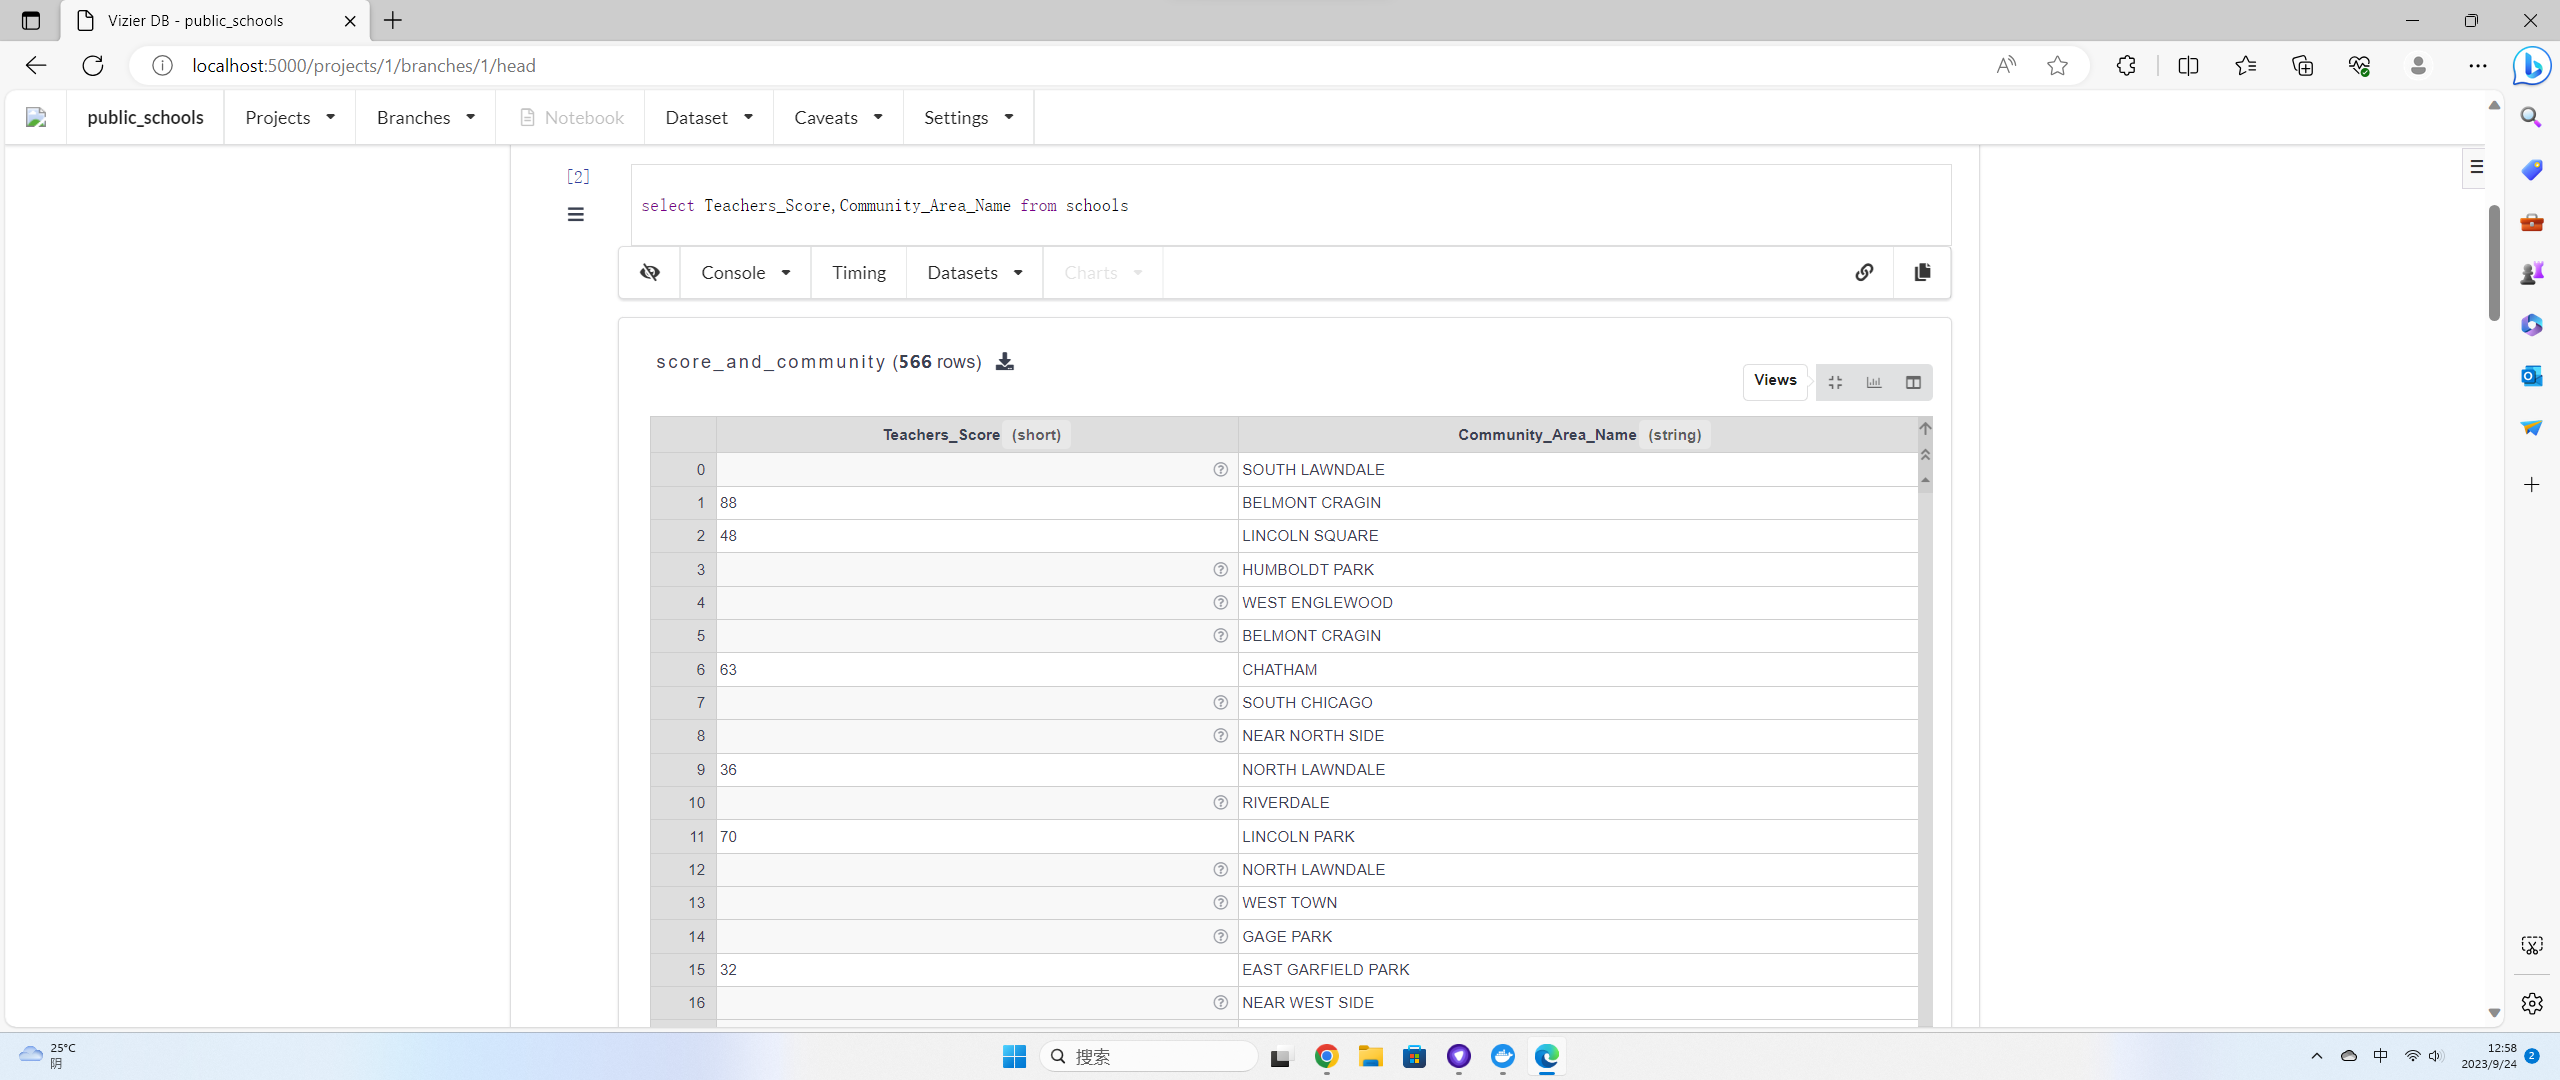 Vizier DB - public_schools
localhost:5000/projects/1/branches/1/head
public_schools Projects Branches Notebook Dataset Caveats Settings
[2]
select Teachers_Score,Community_Area_Name from schools
Console Timing Datasets Charts
score_and_community (566 rows)
Views
Teachers_Score (short) Community_Area_Name (string)
0 SOUTH LAWNDALE
1 88 BELMONT CRAGIN
2 48 LINCOLN SQUARE
3 HUMBOLDT PARK
4 WEST ENGLEWOOD
5 BELMONT CRAGIN
6 63 CHATHAM
7 SOUTH CHICAGO
8 NEAR NORTH SIDE
9 36 NORTH LAWNDALE
10 RIVERDALE
11 70 LINCOLN PARK
12 NORTH LAWNDALE
13 WEST TOWN
14 GAGE PARK
15 32 EAST GARFIELD PARK
16 NEAR WEST SIDE
25°C
阴
搜索
中
12:58
2023/9/24
2